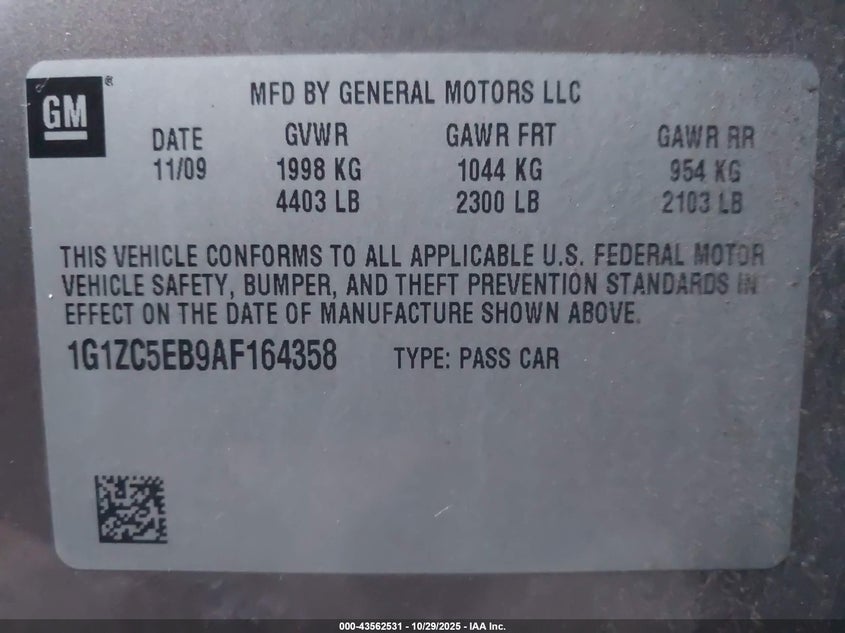 GM®
MFD BY GENERAL MOTORS LLC
DATE GVWR GAWR FRT GAWR RR
11/09 1998 KG 1044 KG 954 KG
4403 LB 2300 LB 2103 LB
THIS VEHICLE CONFORMS TO ALL APPLICABLE U.S. FEDERAL MOTOR
VEHICLE SAFETY, BUMPER, AND THEFT PREVENTION STANDARDS IN
EFFECT ON THE DATE OF MANUFACTURE SHOWN ABOVE.
1G1ZC5EB9AF164358 TYPE: PASS CAR
000-43562531 - 10/29/2025 - IAA Inc.